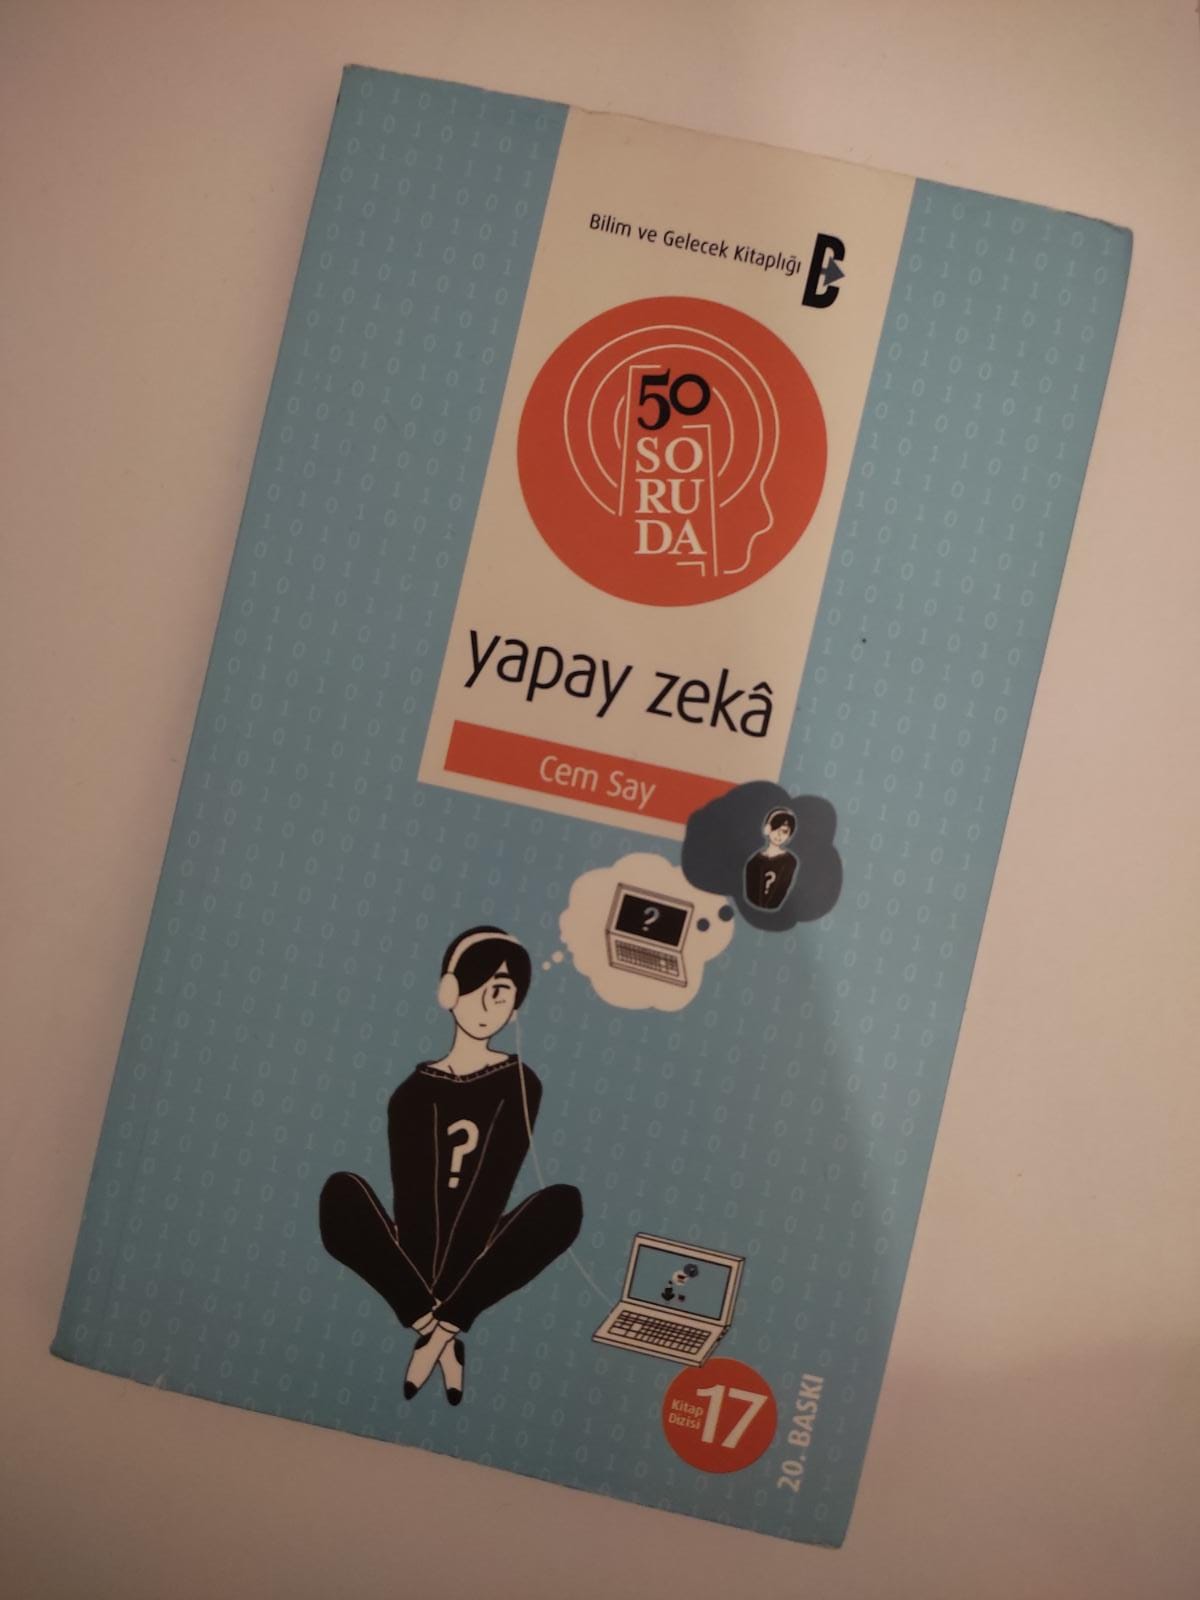 Bilim ve Gelecek Kitaplığı
50
SO
RU
DA
yapay zekâ
Cem Say
?
?
?
Kitap
Dizisi
17
20. BASKI